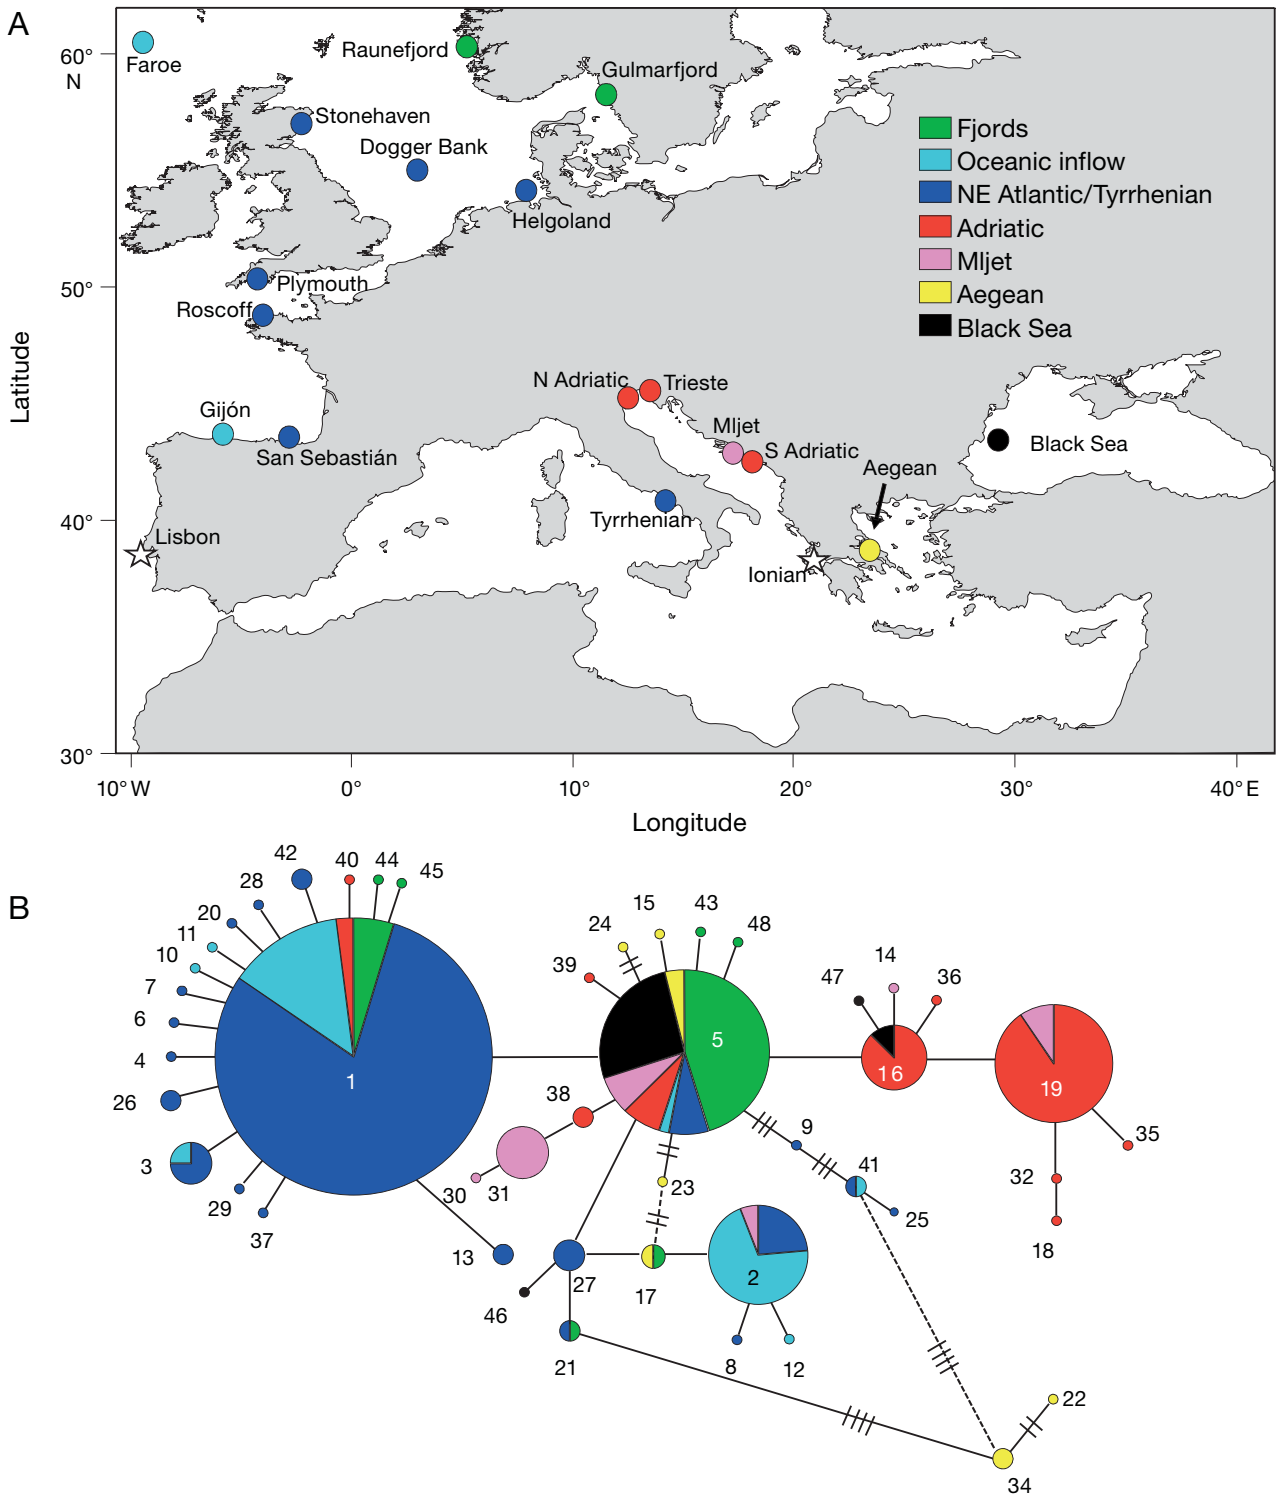 A
60°
N
Faroe
Raunefjord
Gulmarfjord
Stonehaven
Dogger Bank
Helgoland
Fjords
Oceanic inflow
NE Atlantic/Tyrrhenian
Adriatic
Mljet
Aegean
Black Sea
50°
Plymouth
Roscoff
Latitude
N Adriatic
Trieste
Gijón
San Sebastián
Mljet
S Adriatic
Aegean
Black Sea
40°
Lisbon
Tyrrhenian
Ionian
30°
10°W
0°
10°
20°
30°
40°E
Longitude
B
42
40
44
45
28
20
11
10
7
6
4
26
3
29
37
1
13
15
24
43
48
39
5
38
30
31
23
9
41
25
47
14
36
16
19
35
32
18
27
46
17
2
21
8
12
22
34